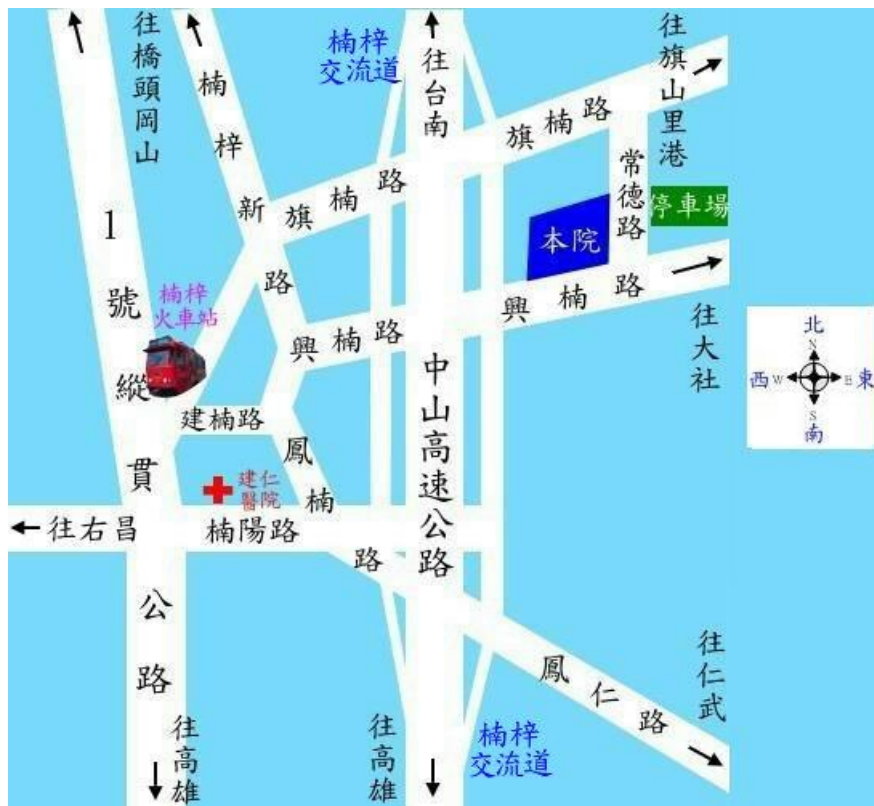 往橋頭岡山
楠梓新路
楠梓
交流道
往台南
旗楠路
旗楠路
往旗山里港
常德路
停車場
本院
興楠路
興楠路
往大社
1號縱貫公路
楠梓
火車站
建楠路
鳳楠路
中山高速公路
建仁
醫院
往右昌
楠陽路
鳳仁路
往仁武
往高雄
往高雄
楠梓
交流道
北
N
西 W
E 東
S
南